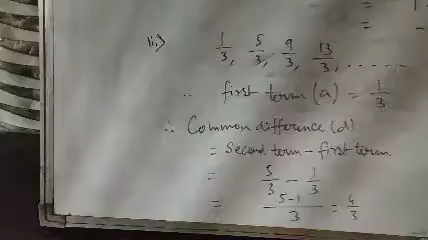 = 1
= -
iii) 1/3, 5/3, 9/3, 13/3, ......
∴ first term (a) = 1/3
∴ Common difference (d)
= Second term - first term
= 5/3 - 1/3
= 5-1/3 = 4/3